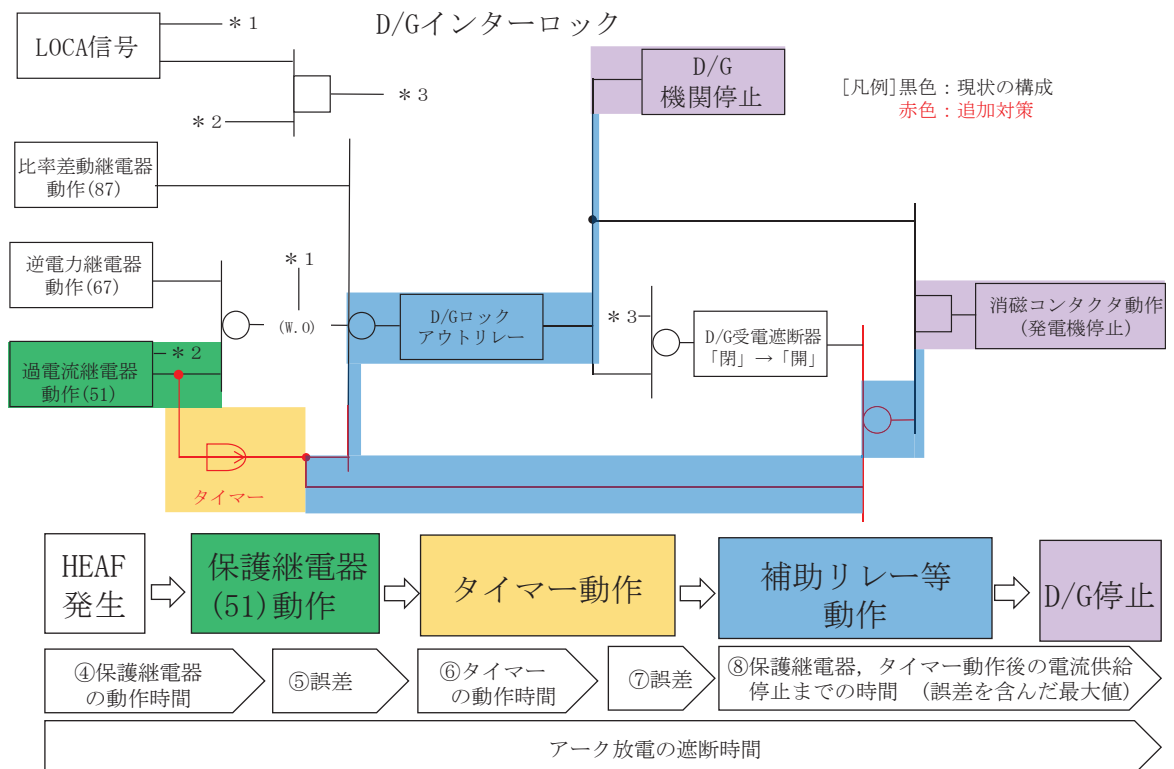 D/Gインターロック
LOCA信号
＊1
＊2
＊3
D/G
機関停止
[凡例]黒色：現状の構成
赤色：追加対策
比率差動継電器
動作(87)
逆電力継電器
動作(67)
＊1
(W.O)
D/Gロック
アウトリレー
＊3
D/G受電遮断器
「閉」→「開」
消磁コンタクタ動作
(発電機停止)
＊2
過電流継電器
動作(51)
タイマー
HEAF
発生
保護継電器
(51)動作
タイマー動作
補助リレー等
動作
D/G停止
④保護継電器
の動作時間
⑤誤差
⑥タイマー
の動作時間
⑦誤差
⑧保護継電器，タイマー動作後の電流供給
停止までの時間　（誤差を含んだ最大値）
アーク放電の遮断時間